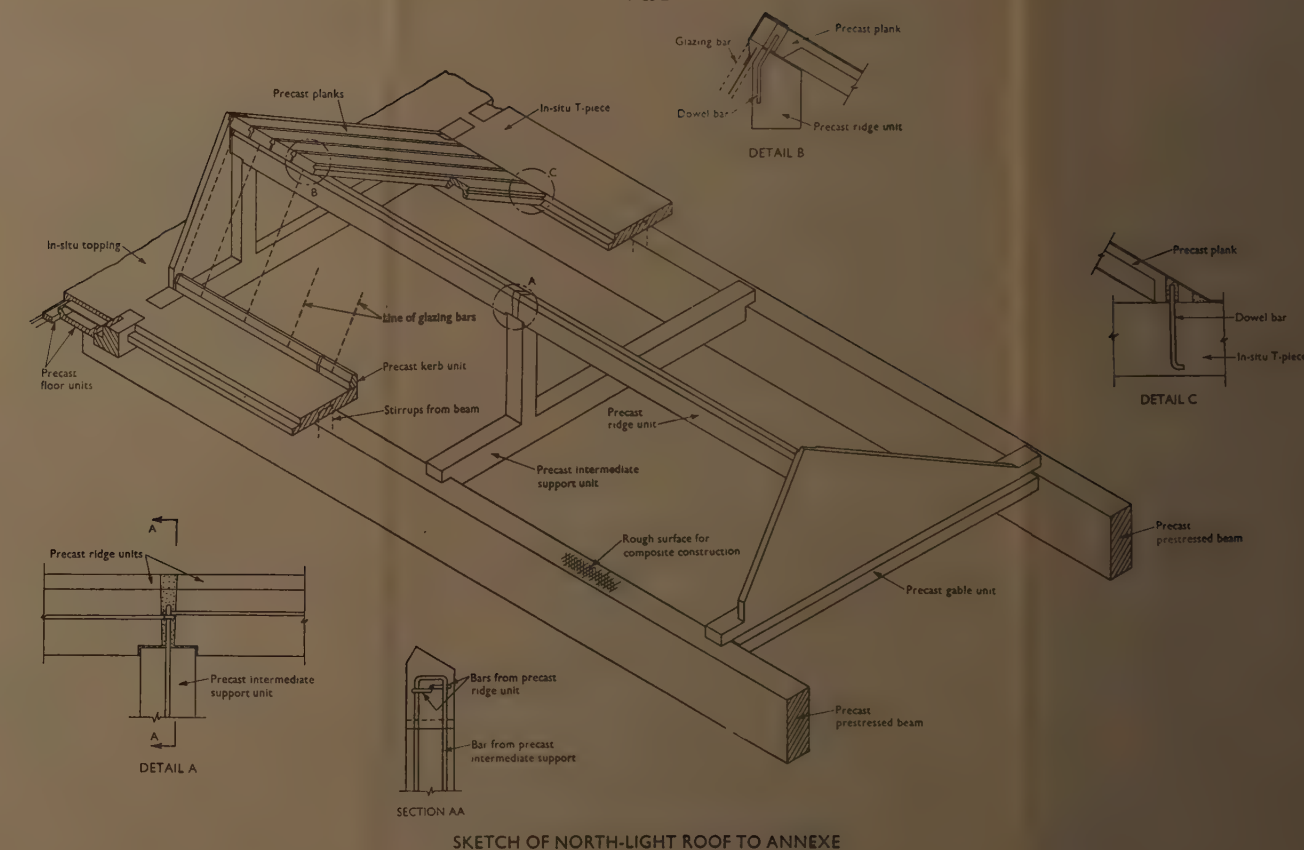 Glazing bar
Precast plank
Dowel bar
Precast ridge unit
DETAIL B
Precast planks
In-situ T-piece
B
C
In-situ topping
A
Line of glazing bars
Precast
floor units
Precast kerb unit
Stirrups from beam
Precast
ridge unit
Precast intermediate
support unit
Precast plank
Dowel bar
In-situ T-piece
DETAIL C
Rough surface for
composite construction
Precast
prestressed beam
Precast gable unit
Precast
prestressed beam
A
Precast ridge units
Precast intermediate
support unit
A
DETAIL A
Bars from precast
ridge unit
Bar from precast
intermediate support
SECTION AA
SKETCH OF NORTH-LIGHT ROOF TO ANNEXE